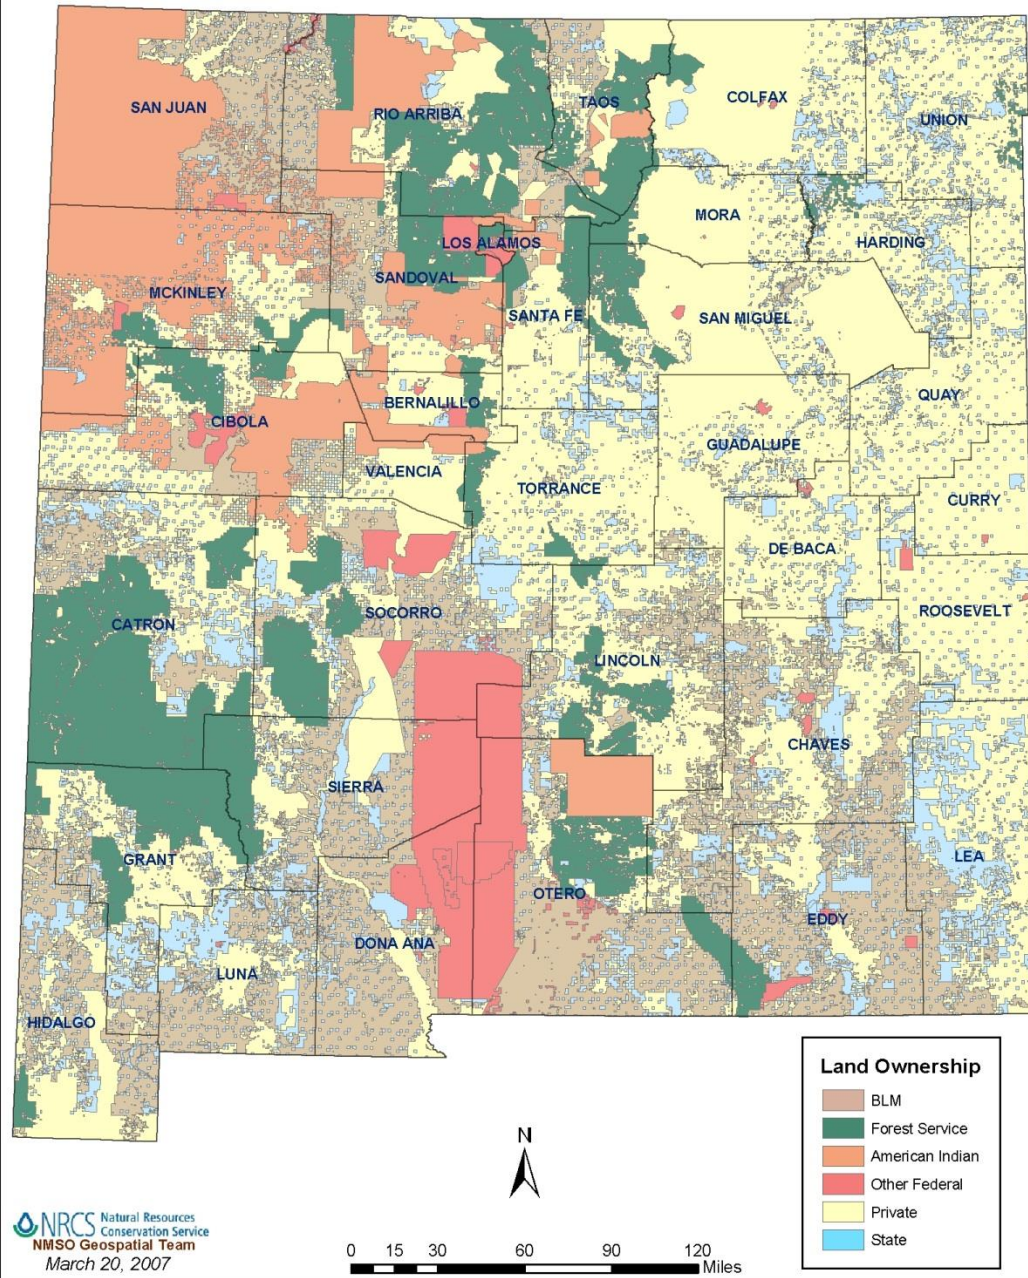 SAN JUAN
RIO ARRIBA
TAOS
COLFAX
UNION
MORA
HARDING
LOS ALAMOS
SANDOVAL
MCKINLEY
SANTA FE
SAN MIGUEL
QUAY
BERNALILLO
CIBOLA
GUADALUPE
VALENCIA
TORRANCE
CURRY
DE BACA
ROOSEVELT
CATRON
SOCORRO
LINCOLN
CHAVES
SIERRA
GRANT
LEA
OTERO
EDDY
DONA ANA
LUNA
HIDALGO
Land Ownership
BLM
Forest Service
American Indian
Other Federal
Private
State
N
NRCS Natural Resources
Conservation Service
NMSO Geospatial Team
March 20, 2007
0 15 30 60 90 120
Miles